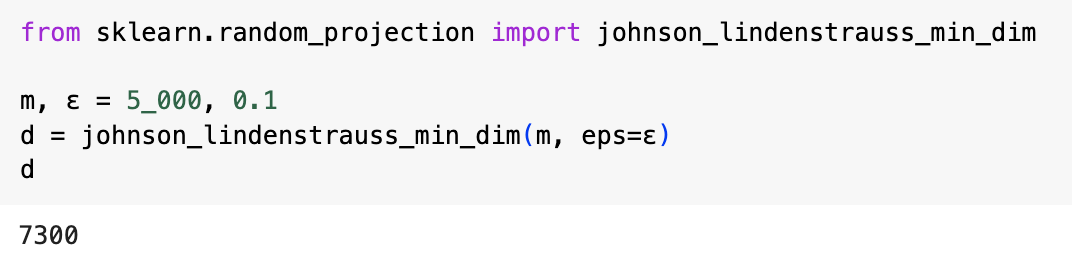 from sklearn.random_projection import johnson_lindenstrauss_min_dim
m, ε = 5_000, 0.1
d = johnson_lindenstrauss_min_dim(m, eps=ε)
d
7300